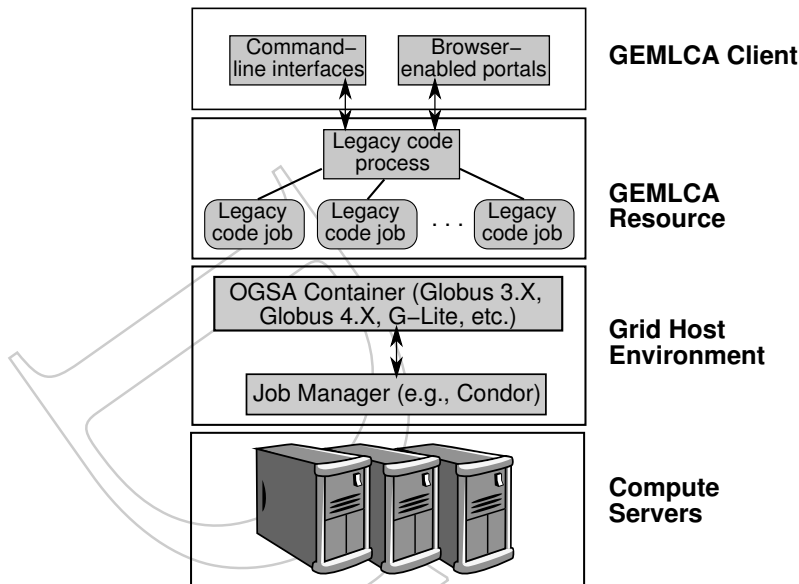 Command−
line interfaces
Browser−
enabled portals
GEMLCA Client
Legacy code
process
Legacy
code job
Legacy
code job
. . .
Legacy
code job
GEMLCA
Resource
OGSA Container (Globus 3.X,
Globus 4.X, G−Lite, etc.)
Job Manager (e.g., Condor)
Grid Host
Environment
Compute
Servers